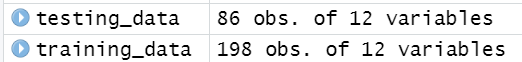 testing_data 86 obs. of 12 variables
training_data 198 obs. of 12 variables